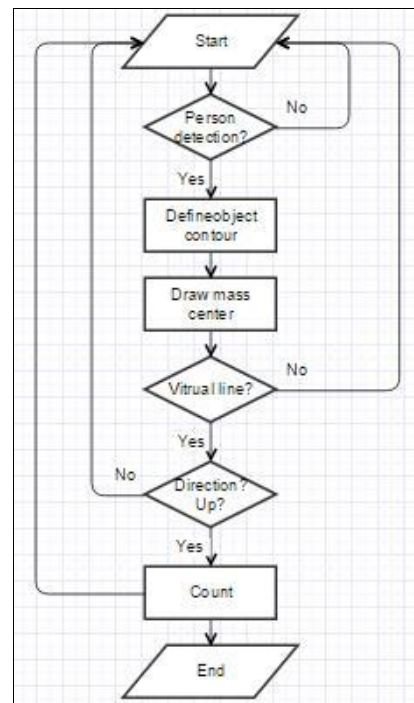 Start
Person
detection?
No
Yes
Defineobject
contour
Draw mass
center
Vitrual line?
No
Yes
Direction?
Up?
No
Yes
Count
End